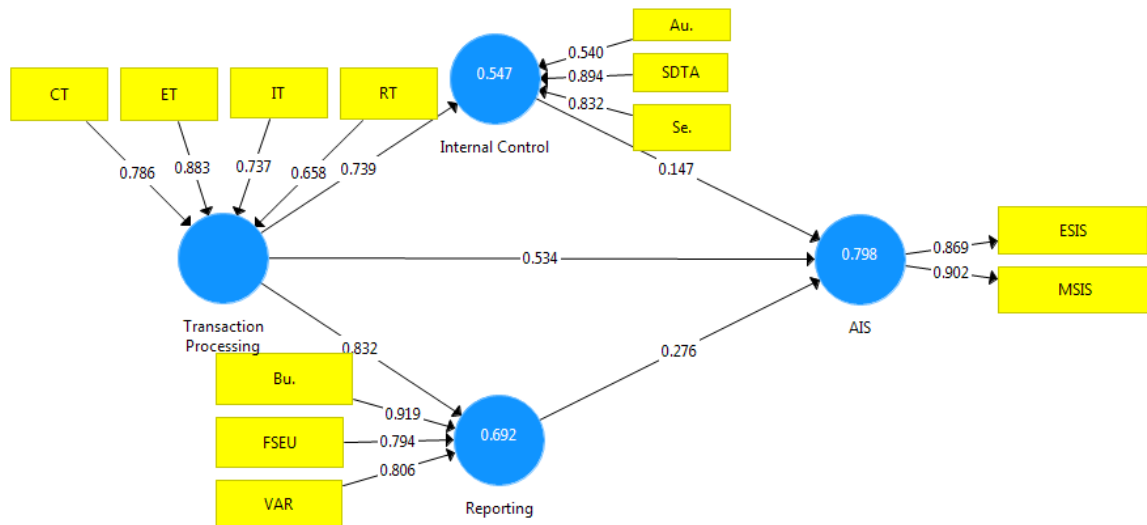 Au.
0.540
0.547
SDTA
0.894
CT
ET
IT
RT
0.832
Se.
Internal Control
0.786
0.883
0.737
0.658
0.739
0.147
ESIS
0.869
0.534
0.798
0.902
MSIS
Transaction
Processing
AIS
0.832
0.276
Bu.
0.919
FSEU
0.794
0.692
0.806
VAR
Reporting